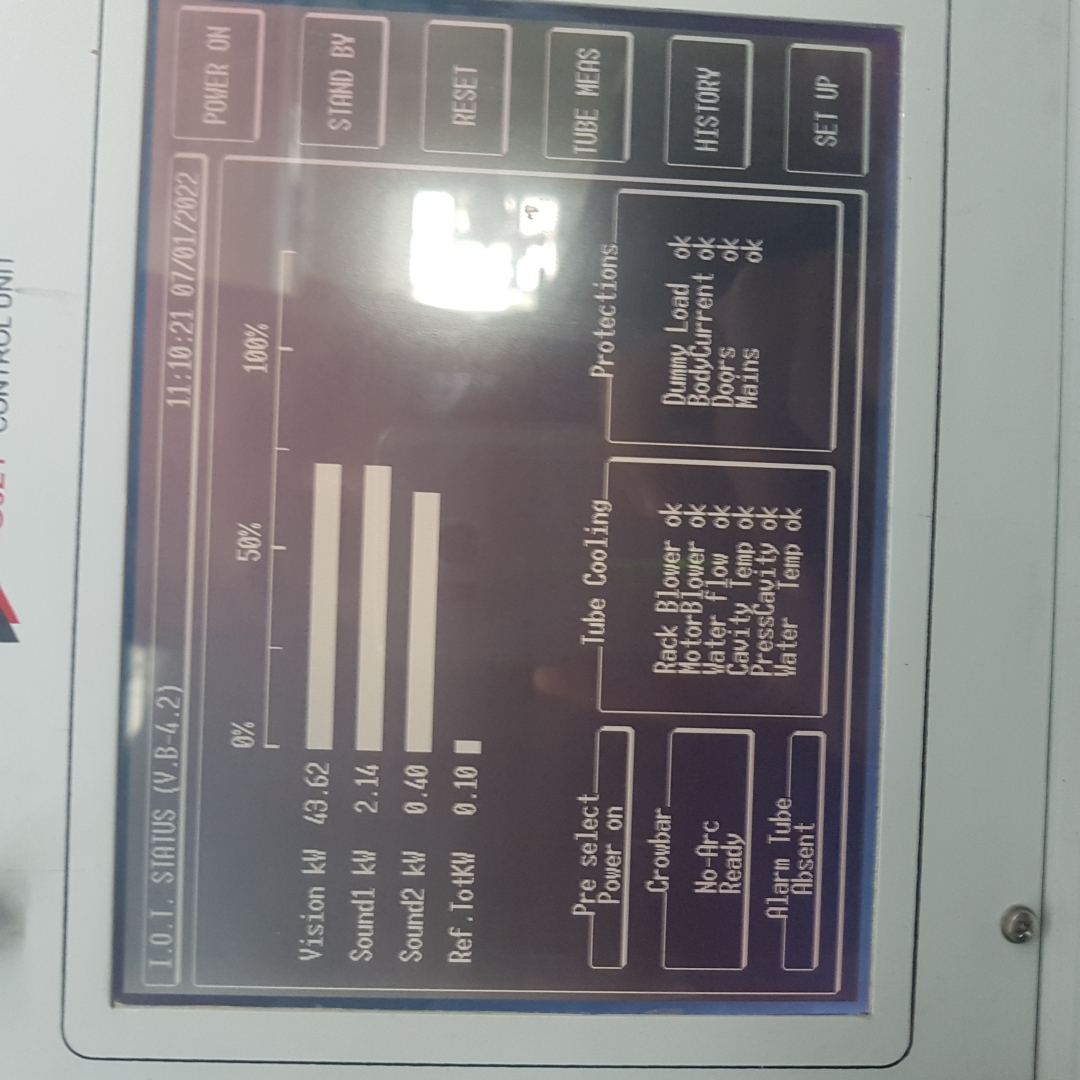 CONTROL UNIT
I.O.T. STATUS (V.B-4.2)
11:10:21 07/01/2022
0% 50% 100%
Vision kW 43.62
Sound1 kW 2.14
Sound2 kW 0.40
Ref.TotKW 0.10
Pre select
Power on
Crowbar
No-Arc
Ready
Alarm Tube
Absent
Tube Cooling
Rack Blower ok
MotorBlower ok
Water flow ok
Cavity Temp ok
PressCavity ok
Water Temp ok
Protections
Dummy Load ok
BodyCurrent ok
Doors ok
Mains ok
POWER ON
STAND BY
RESET
TUBE MEAS
HISTORY
SET UP